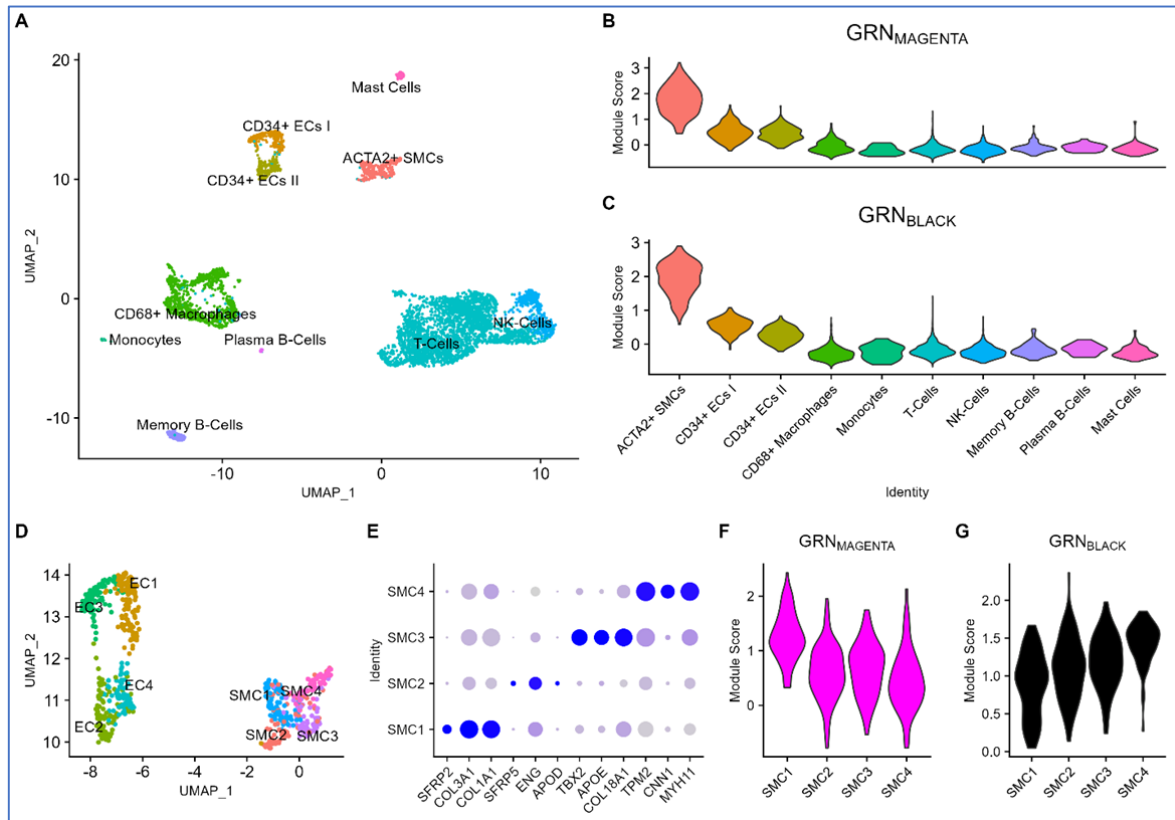 A
20
10
0
-10
UMAP_2
-10
0
10
UMAP_1
Mast Cells
CD34+ ECs I
ACTA2+ SMCs
CD34+ ECs II
CD68+ Macrophages
NK-Cells
Monocytes
Plasma B-Cells
T-Cells
Memory B-Cells
B
GRNMAGENTA
Module Score
3
2
1
0
C
GRNBLACK
Module Score
3
2
1
0
ACTA2+ SMCs
CD34+ ECs I
CD34+ ECs II
CD68+ Macrophages
Monocytes
T-Cells
NK-Cells
Memory B-Cells
Plasma B-Cells
Mast Cells
Identity
D
14
13
12
11
10
UMAP_2
EC1
EC3
EC4
SMC1
SMC4
EC2
SMC2
SMC3
-8
-6
-4
-2
0
UMAP_1
E
Identity
SMC4
SMC3
SMC2
SMC1
SFRP2
COL3A1
COL1A1
SFRP5
ENG
APOD
TBX2
APOE
COL18A1
TPM2
CNN1
MYH11
F
GRNMAGENTA
Module Score
2
1
0
SMC1
SMC2
SMC3
SMC4
G
GRNBLACK
Module Score
2.0
1.5
1.0
0.5
0.0
SMC1
SMC2
SMC3
SMC4